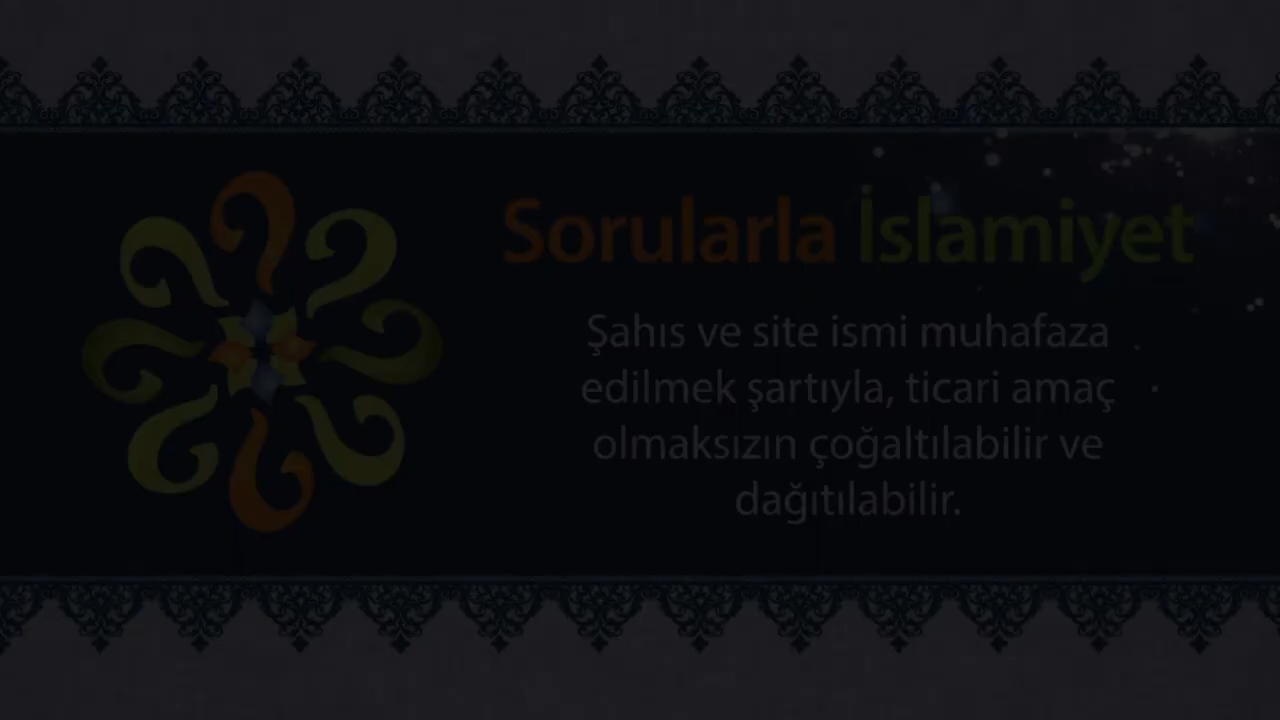 Sorularla İslamiyet
Şahıs ve site ismi muhafaza
edilmek şartıyla, ticari amaç
olmaksızın çoğaltılabilir ve
dağıtılabilir.